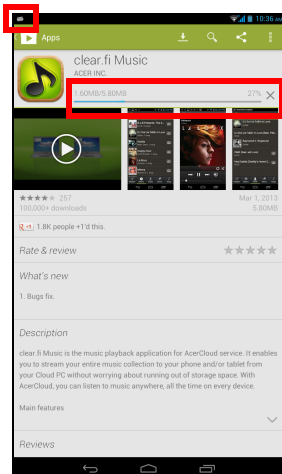 10:36 AM
Apps
clear.fi Music
ACER INC.
1.60MB/5.80MB 27%
257 Mar 1, 2013
100,000+ downloads 5.80MB
+1 1.8K people +1'd this.
Rate & review
What's new
1. Bugs fix.
Description
clear.fi Music is the music playback application for AcerCloud service. It enables
you to stream your entire music collection to your phone and/or tablet from
your Cloud PC without worrying about running out of storage space. With
AcerCloud, you can listen to music anywhere, all the time on every device.
Main features
Reviews